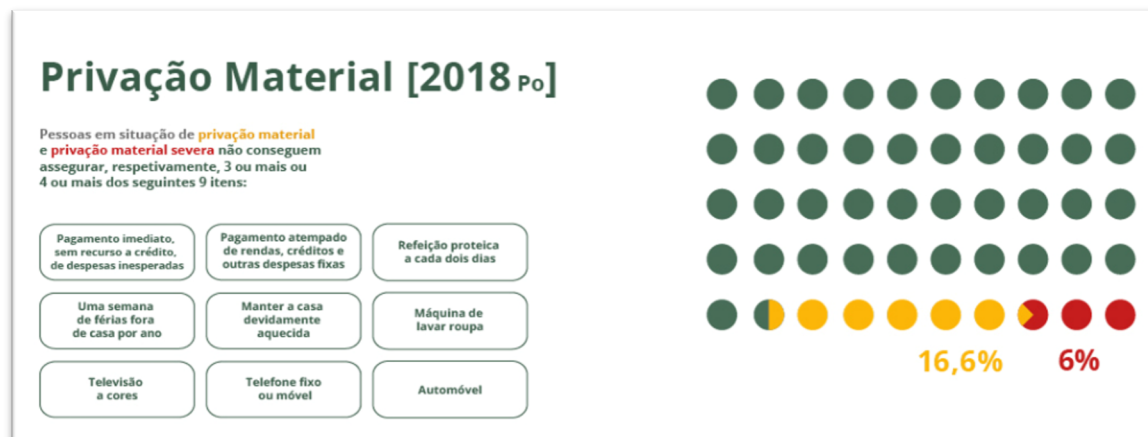 Privação Material [2018 Po]
Pessoas em situação de privação material
e privação material severa não conseguem
assegurar, respetivamente, 3 ou mais ou
4 ou mais dos seguintes 9 itens:
Pagamento imediato,
sem recurso a crédito,
de despesas inesperadas
Pagamento atempado
de rendas, créditos e
outras despesas fixas
Refeição proteica
a cada dois dias
Uma semana
de férias fora
de casa por ano
Manter a casa
devidamente
aquecida
Máquina de
lavar roupa
Televisão
a cores
Telefone fixo
ou móvel
Automóvel
16,6%
6%